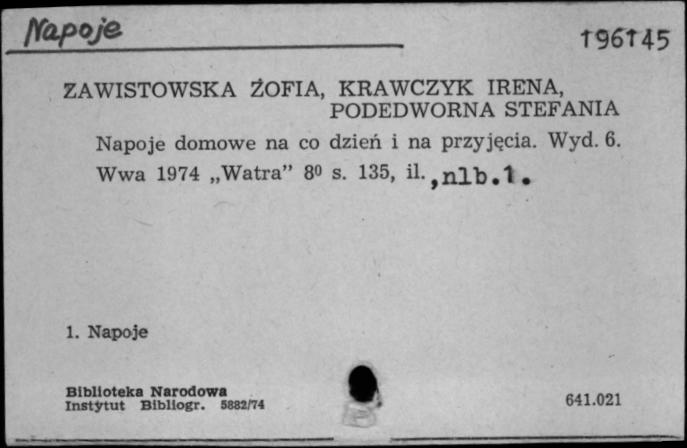 Napoje
196145
ZAWISTOWSKA ŻOFIA, KRAWCZYK IRENA,
PODEDWORNA STEFANIA
Napoje domowe na co dzień i na przyjęcia. Wyd. 6.
Wwa 1974 „Watra” 8⁰ s. 135, il. , nlb.1.
1. Napoje
Biblioteka Narodowa
Instytut Bibliogr. 5882/74
641.021